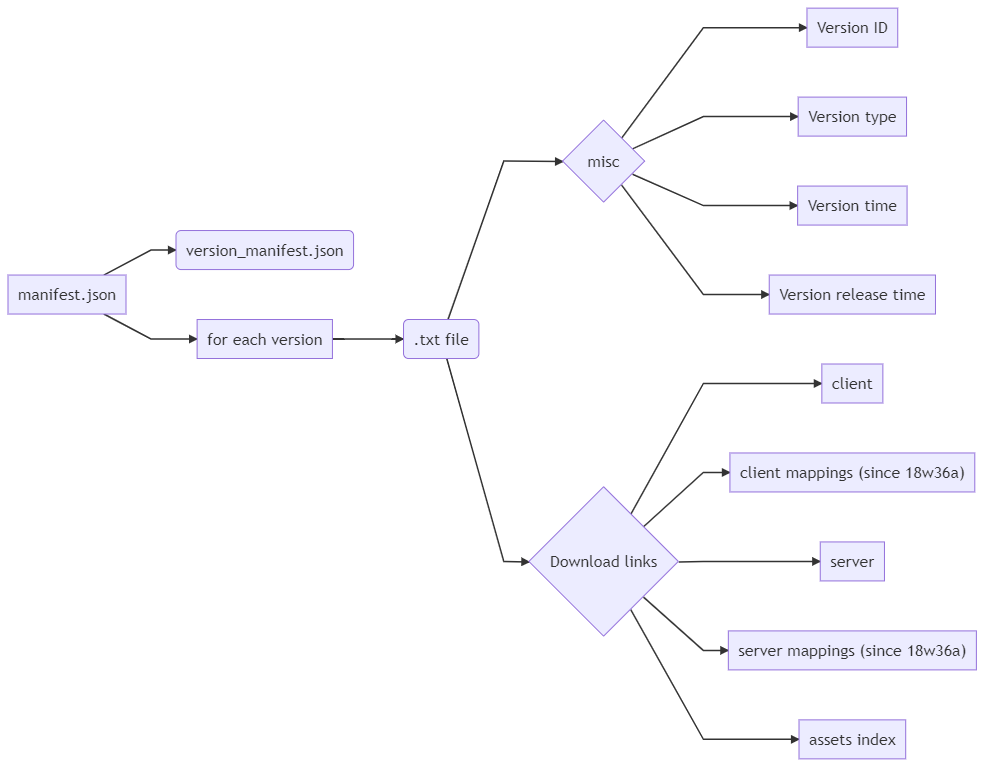 manifest.json
version_manifest.json
for each version
.txt file
misc
Version ID
Version type
Version time
Version release time
Download links
client
client mappings (since 18w36a)
server
server mappings (since 18w36a)
assets index